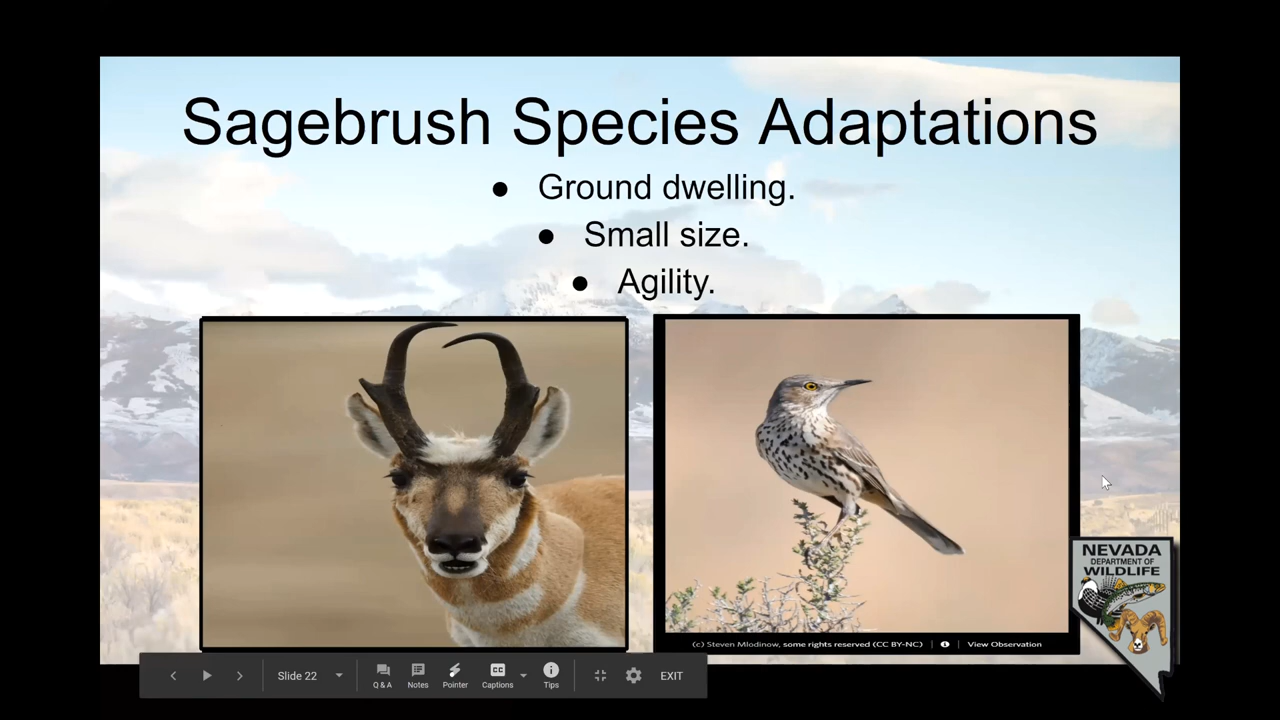 Sagebrush Species Adaptations
● Ground dwelling.
● Small size.
● Agility.
(c) Steven Mlodinow, some rights reserved (CC BY-NC) | View Observation
NEVADA
DEPARTMENT OF
WILDLIFE
Slide 22
Q & A
Notes
Pointer
CC
Captions
Tips
EXIT